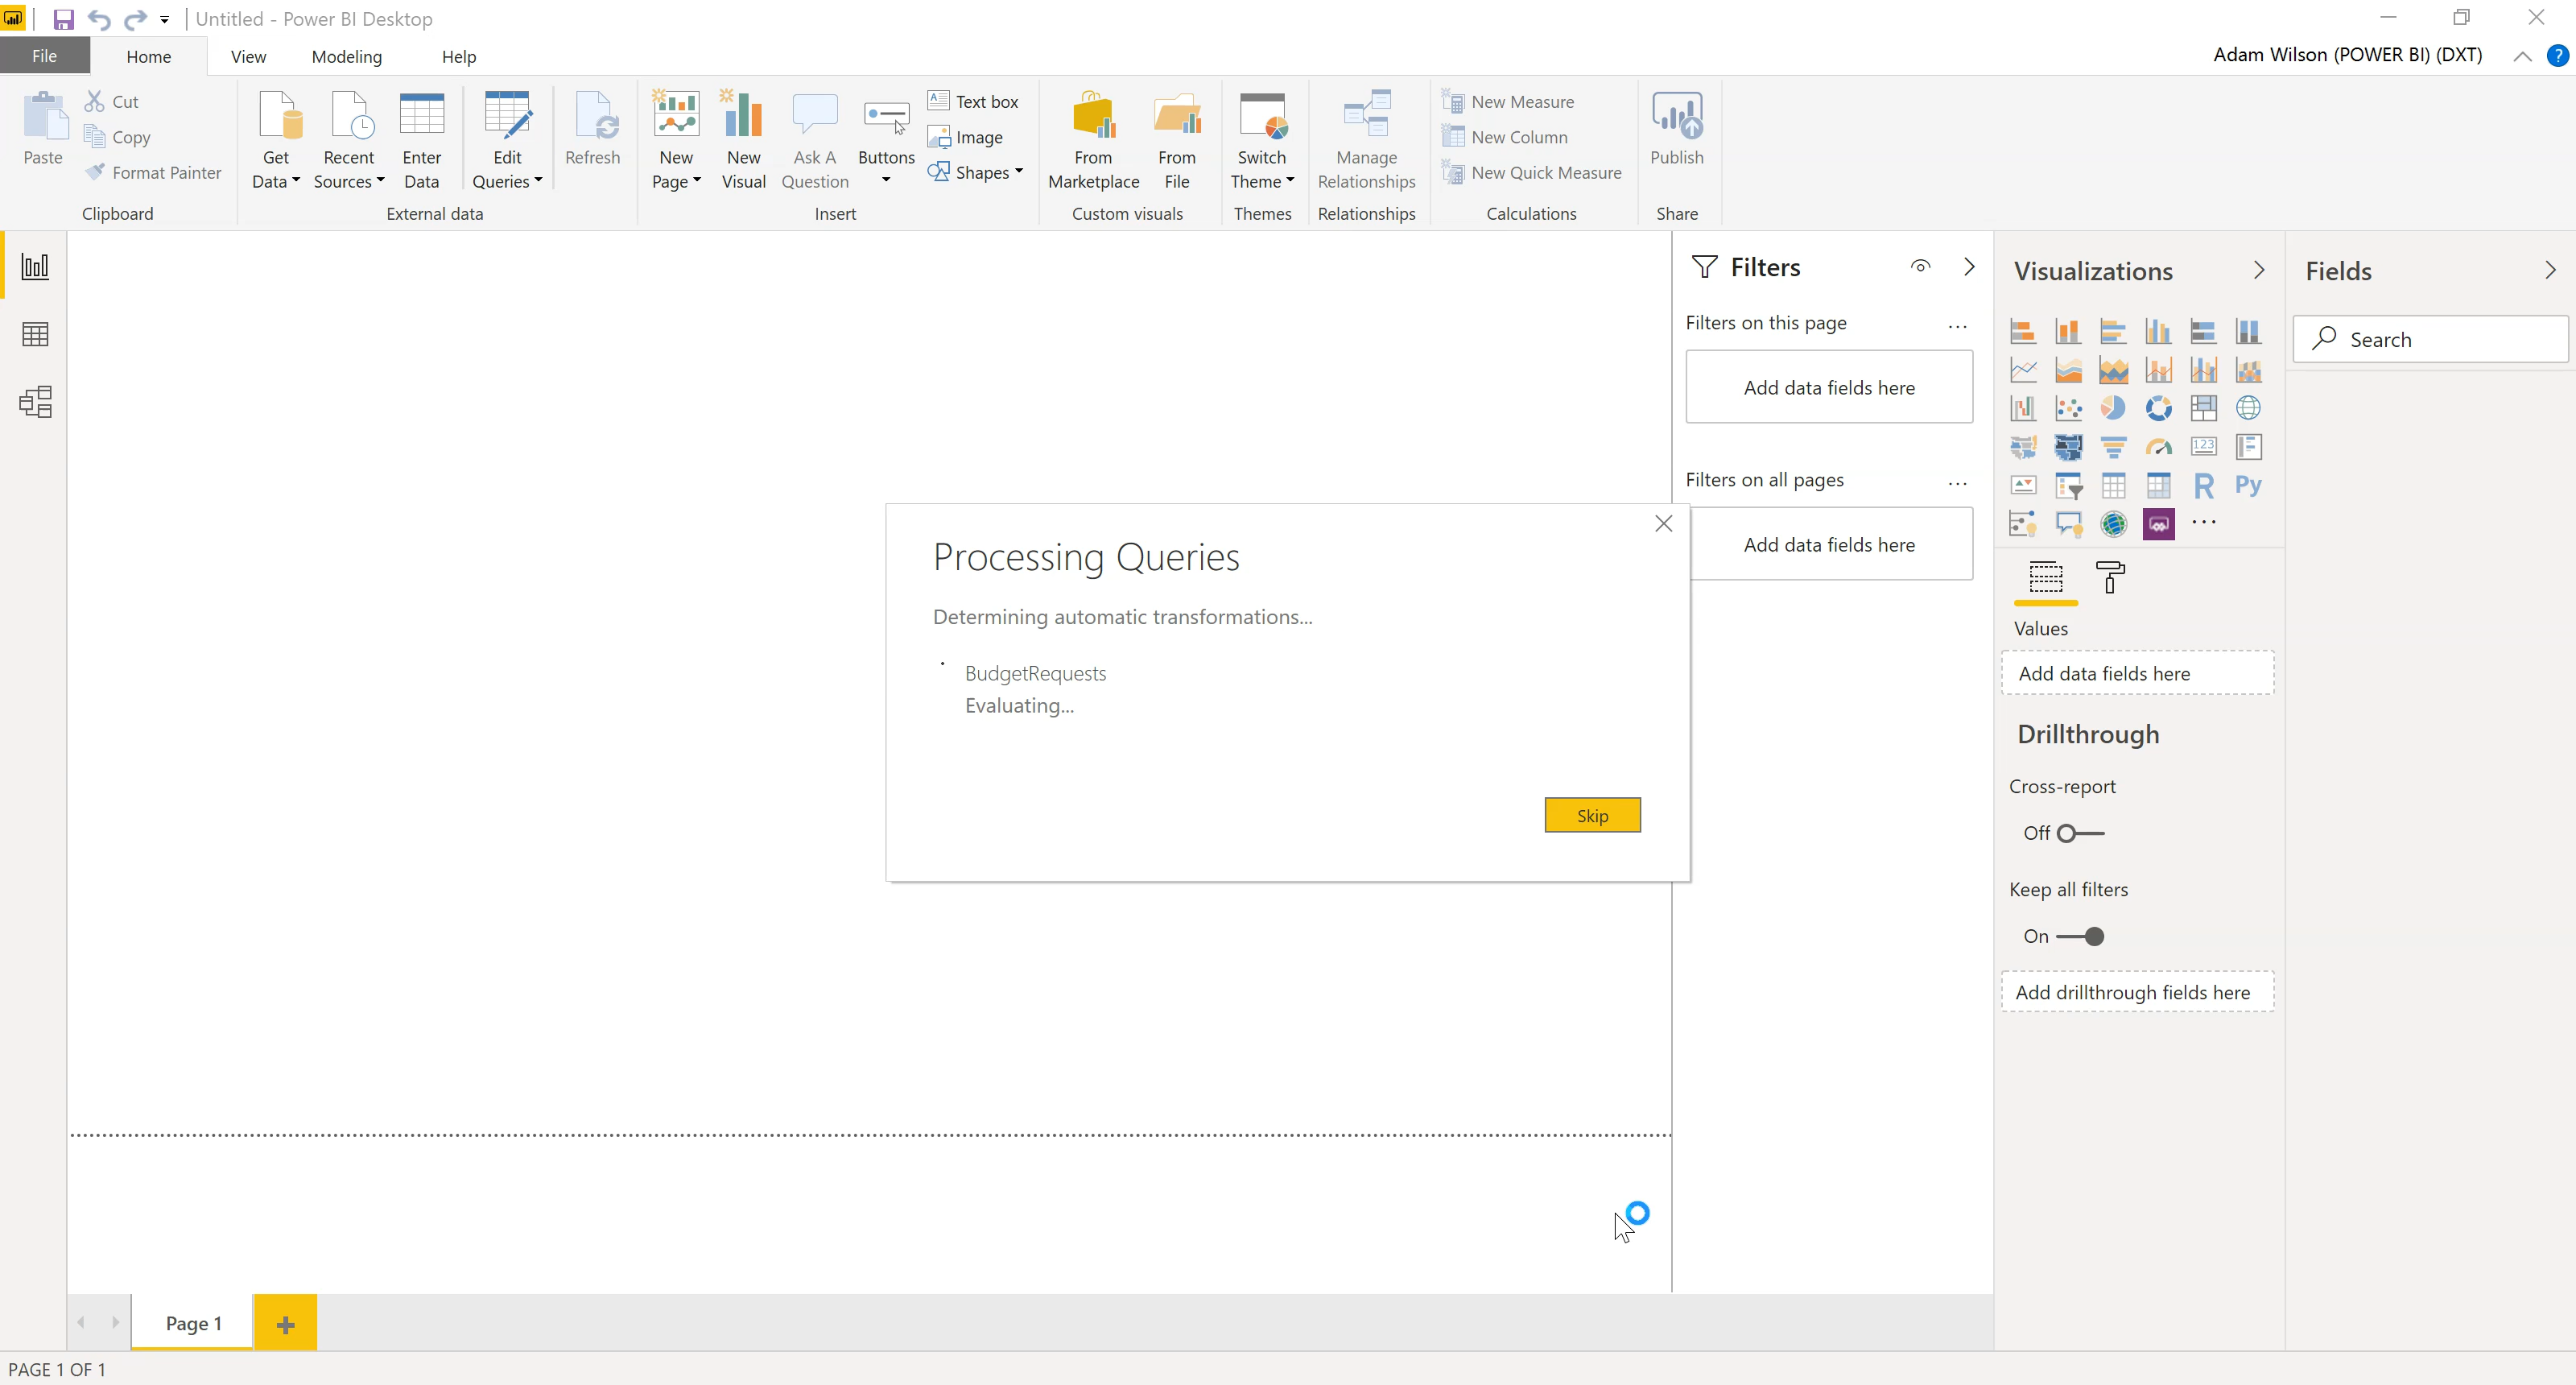 Untitled - Power BI Desktop
File
Home
View
Modeling
Help
Adam Wilson (POWER BI) (DXT)
?
Paste
Cut
Copy
Format Painter
Clipboard
Get
Data
Recent
Sources
Enter
Data
Edit
Queries
Refresh
External data
New
Page
New
Visual
Ask A
Question
Buttons
Text box
Image
Shapes
Insert
From
Marketplace
From
File
Custom visuals
Switch
Theme
Themes
Manage
Relationships
Relationships
New Measure
New Column
New Quick Measure
Calculations
Publish
Share
Filters
Filters on this page
...
Add data fields here
Filters on all pages
...
Add data fields here
Visualizations
123
R
Py
...
Values
Add data fields here
Drillthrough
Cross-report
Off
Keep all filters
On
Add drillthrough fields here
Fields
Search
Processing Queries
Determining automatic transformations...
BudgetRequests
Evaluating...
Skip
Page 1
PAGE 1 OF 1